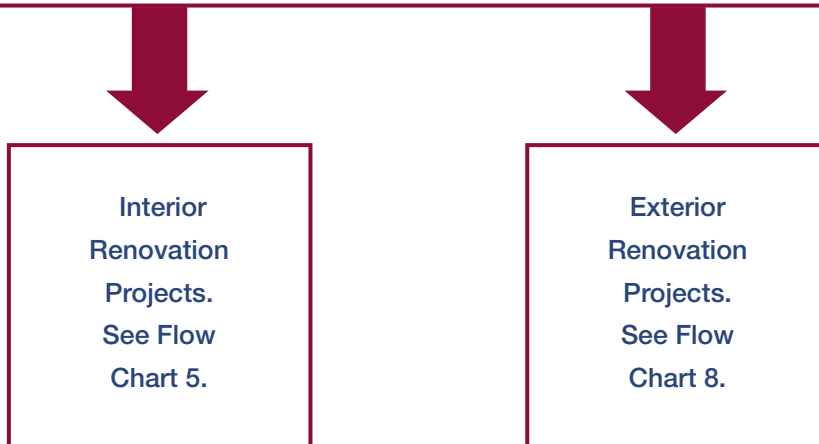 Interior
Renovation
Projects.
See Flow
Chart 5.
Exterior
Renovation
Projects.
See Flow
Chart 8.